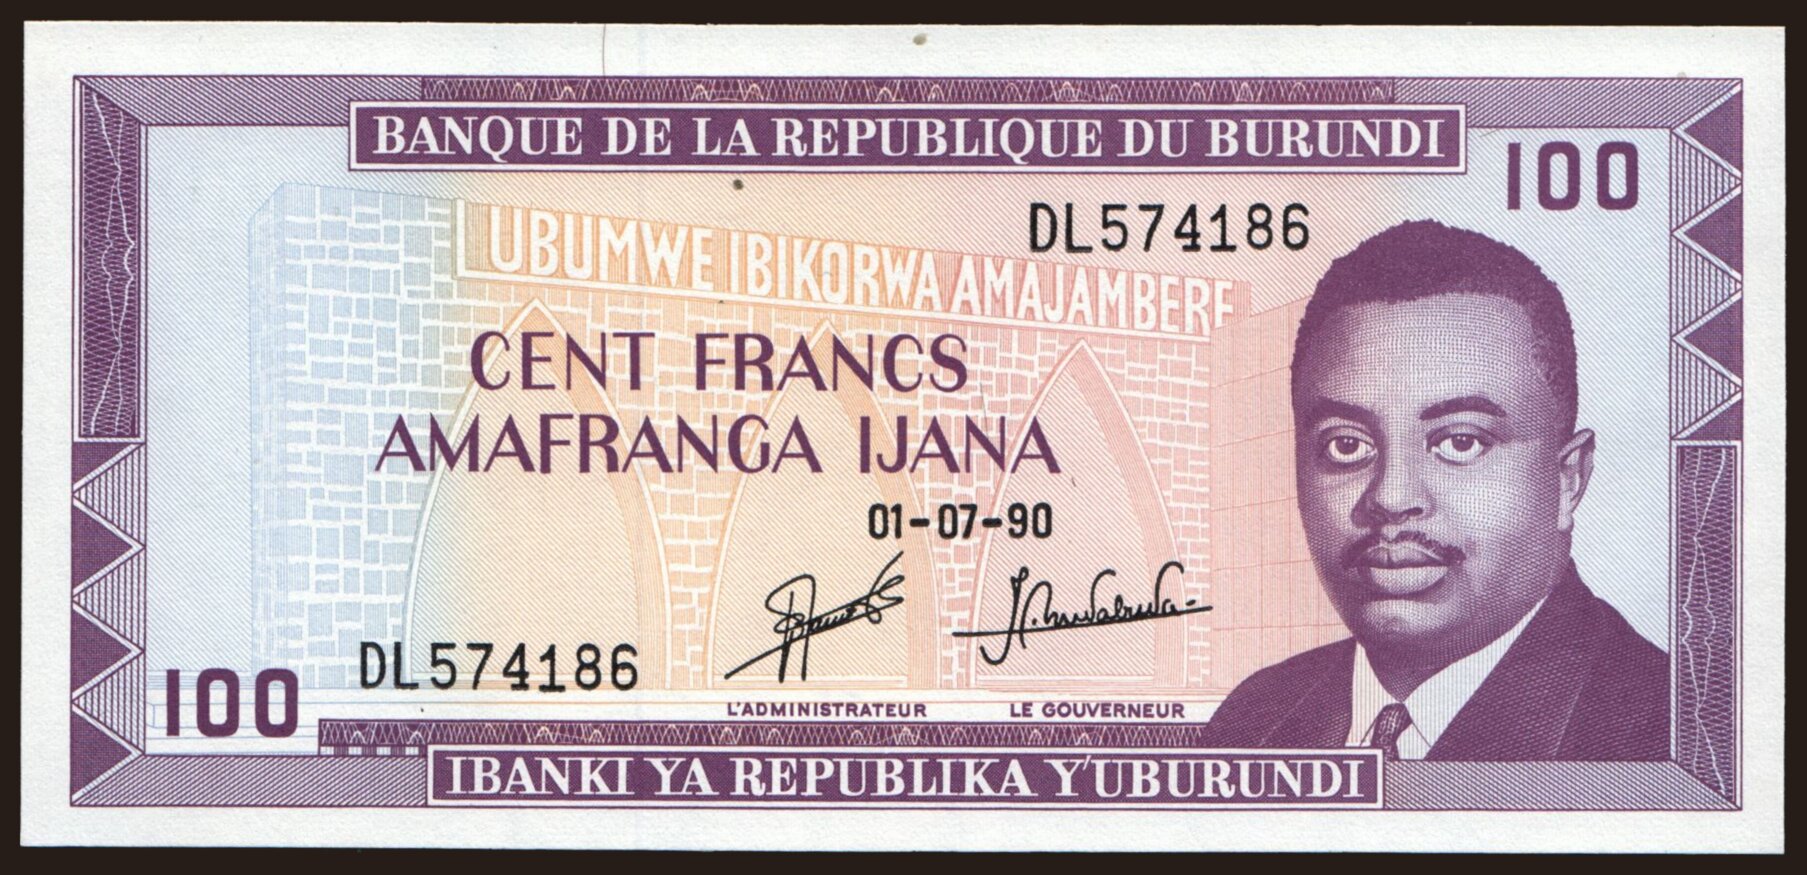 BANQUE DE LA REPUBLIQUE DU BURUNDI
100
DL574186
UBUMWE IBIKORWA AMAJAMBERE
CENT FRANCS
AMAFRANGA IJANA
01-07-90
DL574186
100
L'ADMINISTRATEUR
LE GOUVERNEUR
IBANKI YA REPUBLIKA Y'UBURUNDI